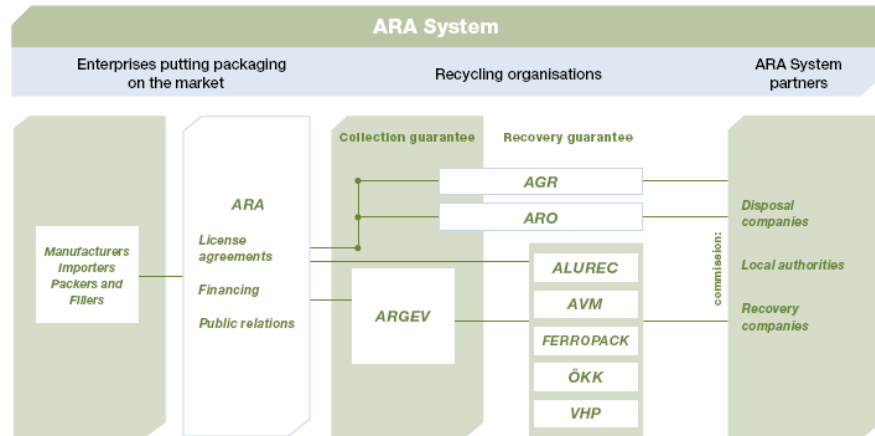 ARA System
Enterprises putting packaging
on the market
Recycling organisations
ARA System
partners
Collection guarantee
Recovery guarantee
Manufacturers
Importers
Packers and
Fillers
ARA
License
agreements
Financing
Public relations
AGR
ARO
ARGEV
ALUREC
AVM
FERROPACK
ÖKK
VHP
commission:
Disposal
companies
Local authorities
Recovery
companies